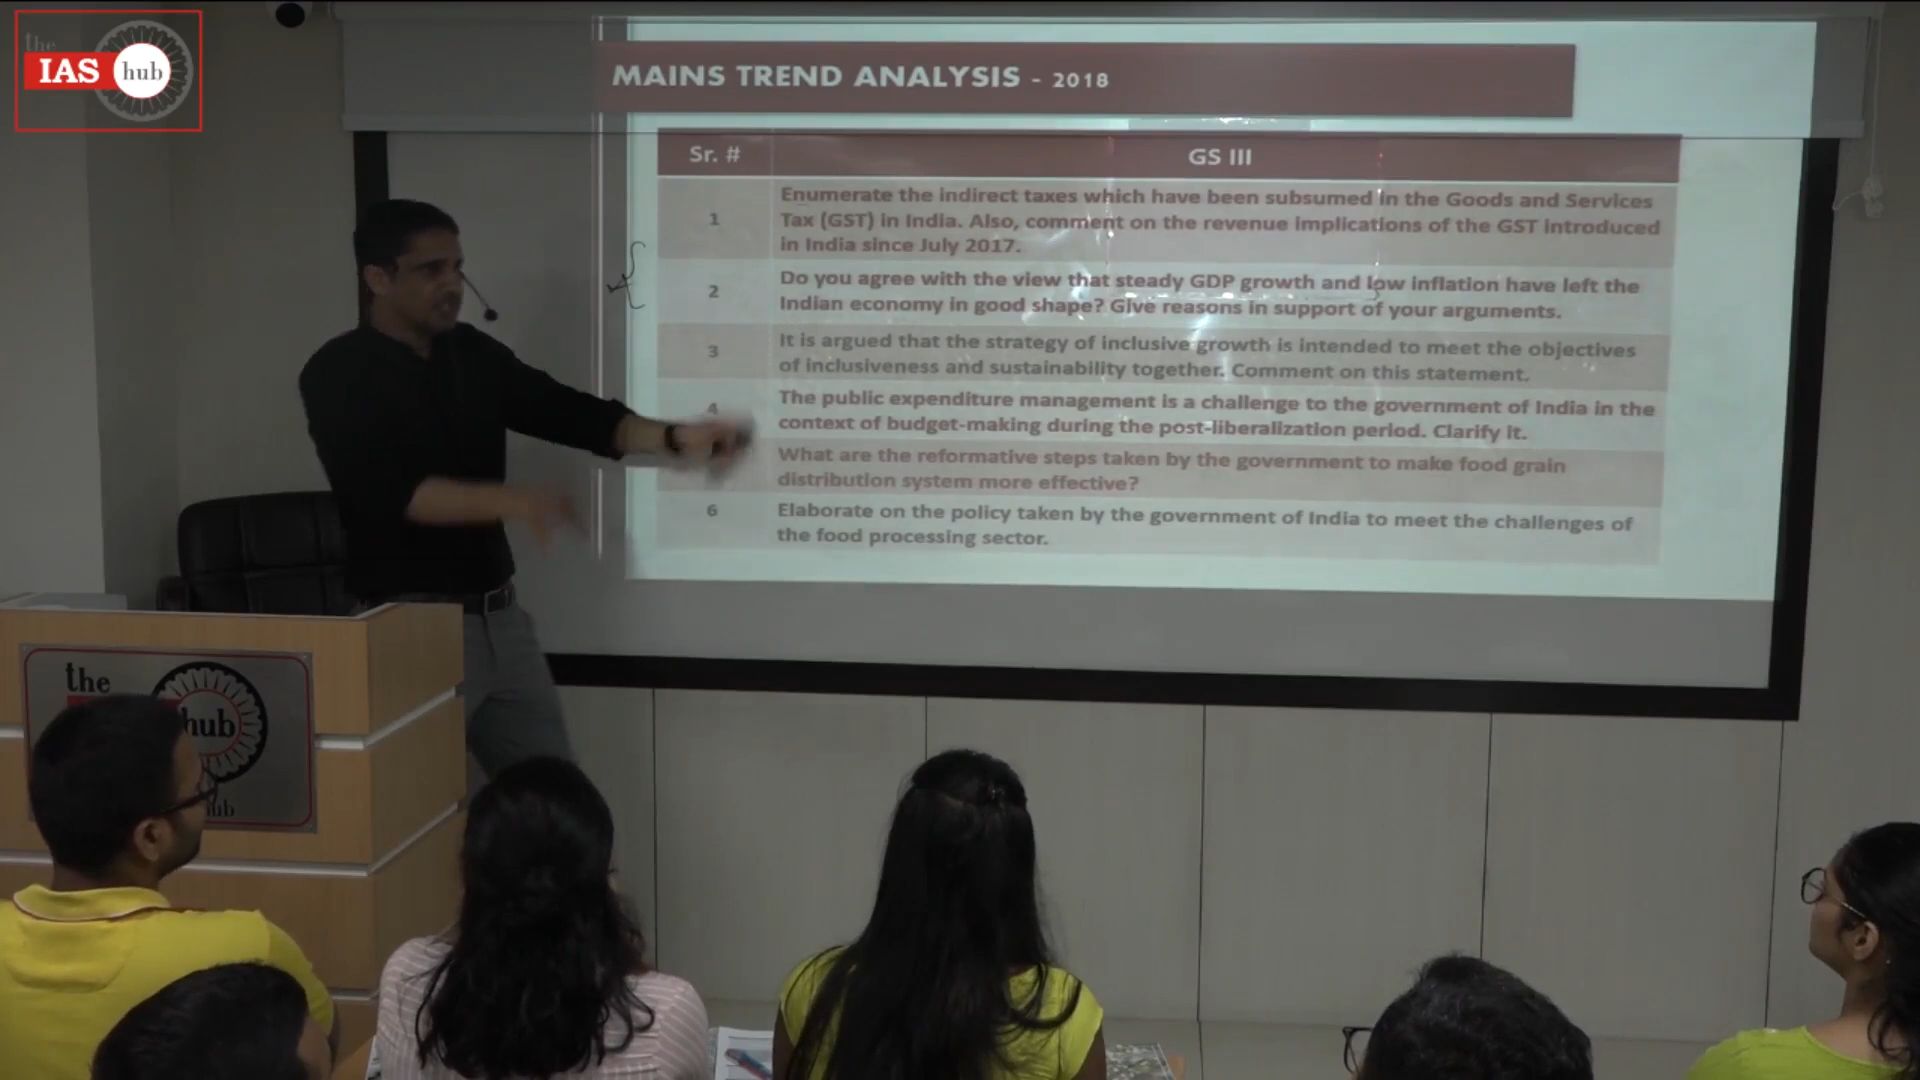 the
IAS hub
MAINS TREND ANALYSIS - 2018
Sr. # GS III
1 Enumerate the indirect taxes which have been subsumed in the Goods and Services
Tax (GST) in India. Also, comment on the revenue implications of the GST introduced
in India since July 2017.
2 Do you agree with the view that steady GDP growth and low inflation have left the
Indian economy in good shape? Give reasons in support of your arguments.
3 It is argued that the strategy of inclusive growth is intended to meet the objectives
of inclusiveness and sustainability together. Comment on this statement.
4 The public expenditure management is a challenge to the government of India in the
context of budget-making during the post-liberalization period. Clarify it.
What are the reformative steps taken by the government to make food grain
distribution system more effective?
6 Elaborate on the policy taken by the government of India to meet the challenges of
the food processing sector.
the
hub